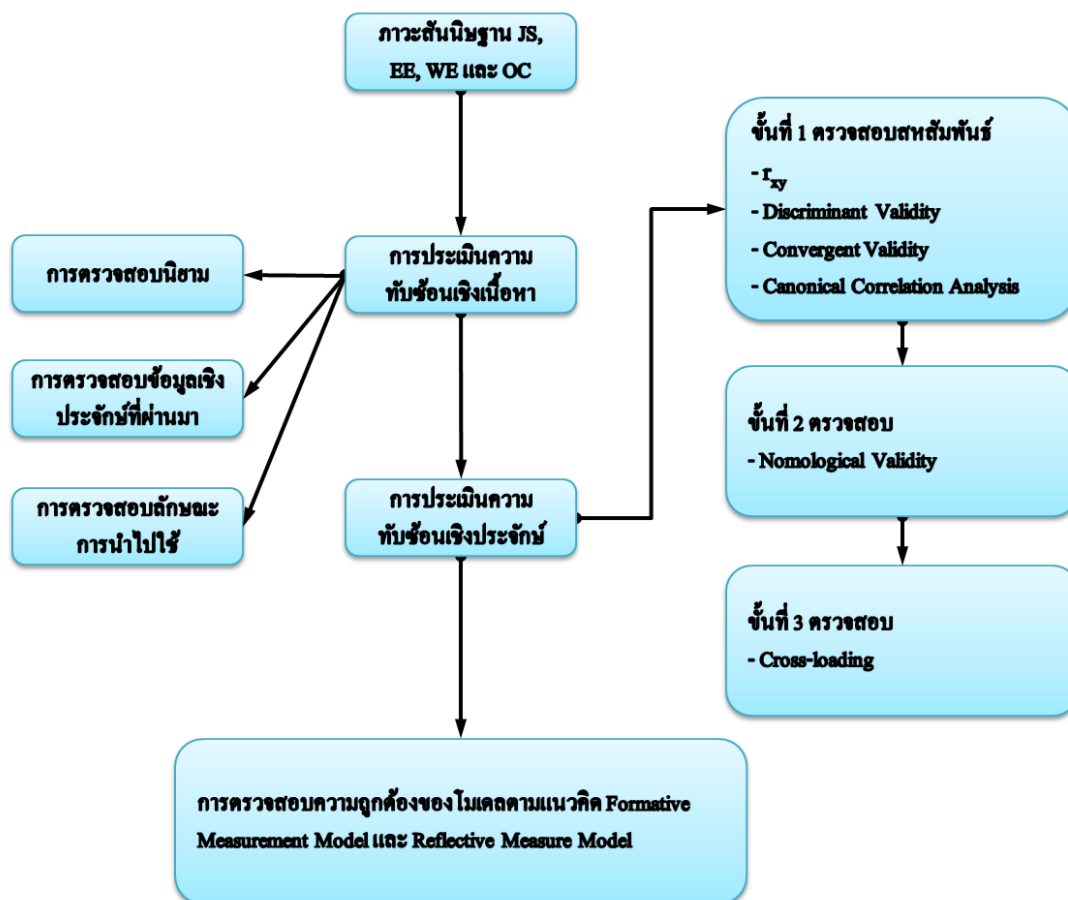 ภาวะสันนิษฐาน JS,
EE, WE และ OC
การประเมินความ
ทับซ้อนเชิงเนื้อหา
การตรวจสอบนิยาม
การตรวจสอบข้อมูลเชิง
ประจักษ์ที่ผ่านมา
การตรวจสอบลักษณะ
การนำไปใช้
การประเมินความ
ทับซ้อนเชิงประจักษ์
ขั้นที่ 1 ตรวจสอบสหสัมพันธ์
- rxy
- Discriminant Validity
- Convergent Validity
- Canonical Correlation Analysis
ขั้นที่ 2 ตรวจสอบ
- Nomological Validity
ขั้นที่ 3 ตรวจสอบ
- Cross-loading
การตรวจสอบความถูกต้องของโมเดลตามแนวคิด Formative
Measurement Model และ Reflective Measure Model